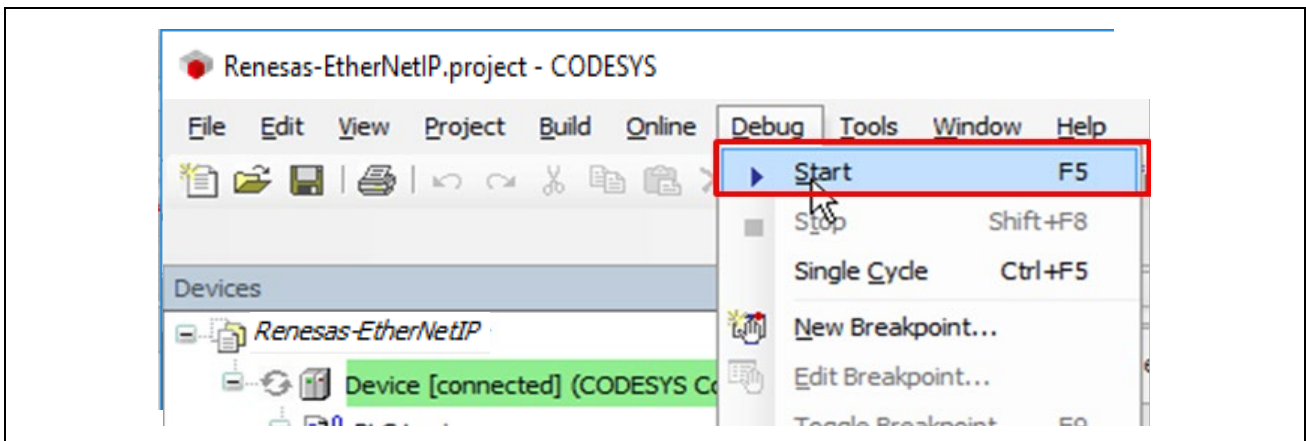 Renesas-EtherNetIP.project - CODESYS
File Edit View Project Build Online Debug Tools Window Help
Start F5
Stop Shift+F8
Single Cycle Ctrl+F5
Devices
Renesas-EtherNetIP
New Breakpoint...
Device [connected] (CODESYS Co
Edit Breakpoint...
Toggle Breakpoint F9